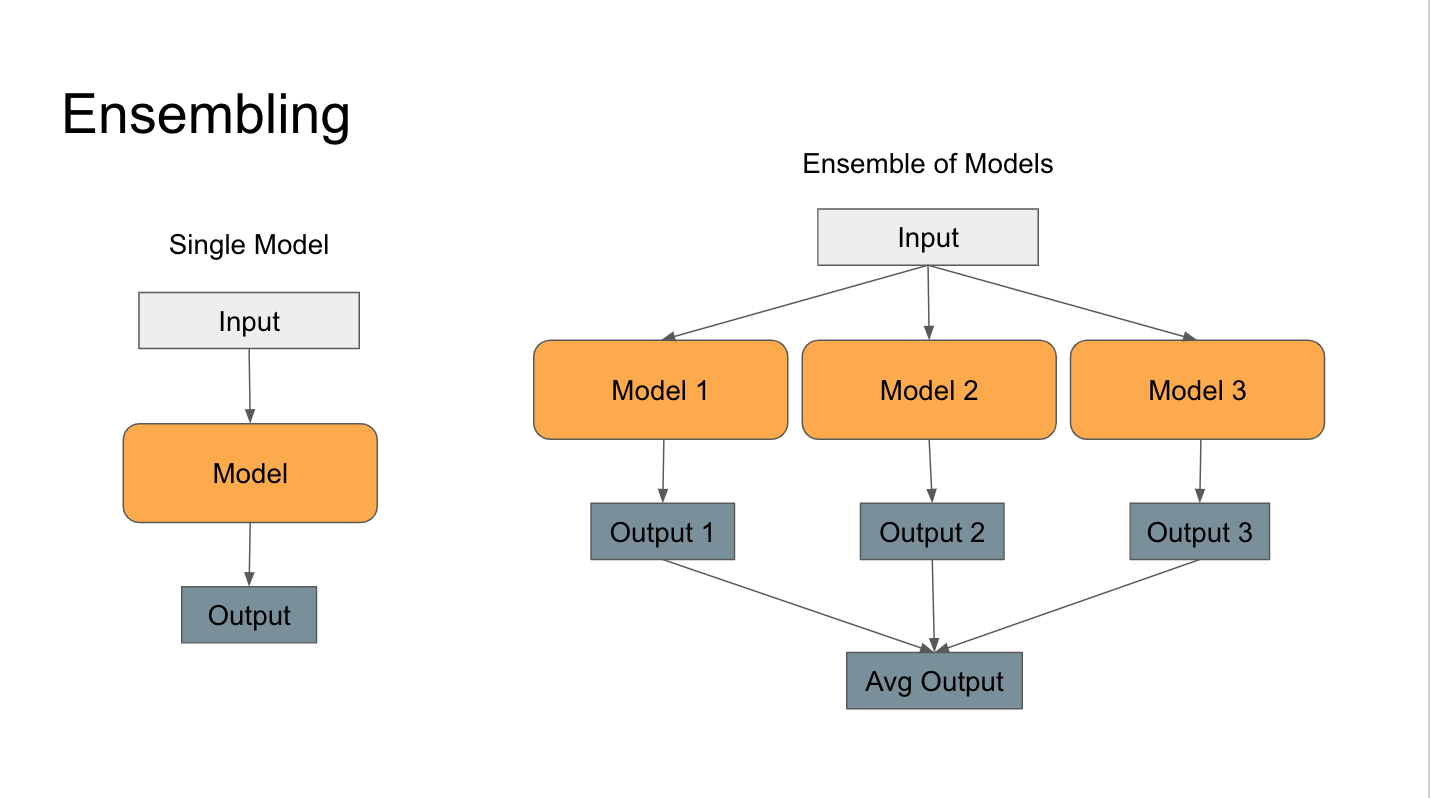 Ensembling
Single Model
Input
Model
Output
Ensemble of Models
Input
Model 1
Model 2
Model 3
Output 1
Output 2
Output 3
Avg Output